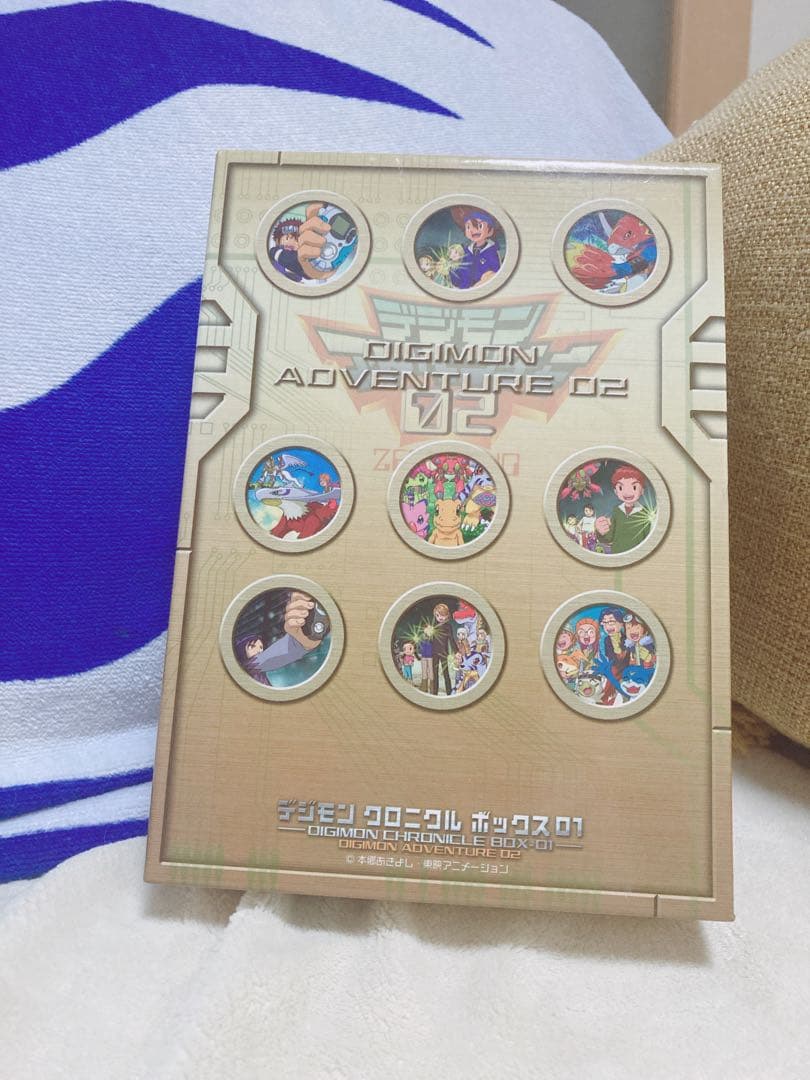 デジモン
DIGIMON
ADVENTURE 02
02
デジモン クロニクル ボックス01
DIGIMON CHRONICLE BOX-01
DIGIMON ADVENTURE 02
© 本郷あきよし・東映アニメーション